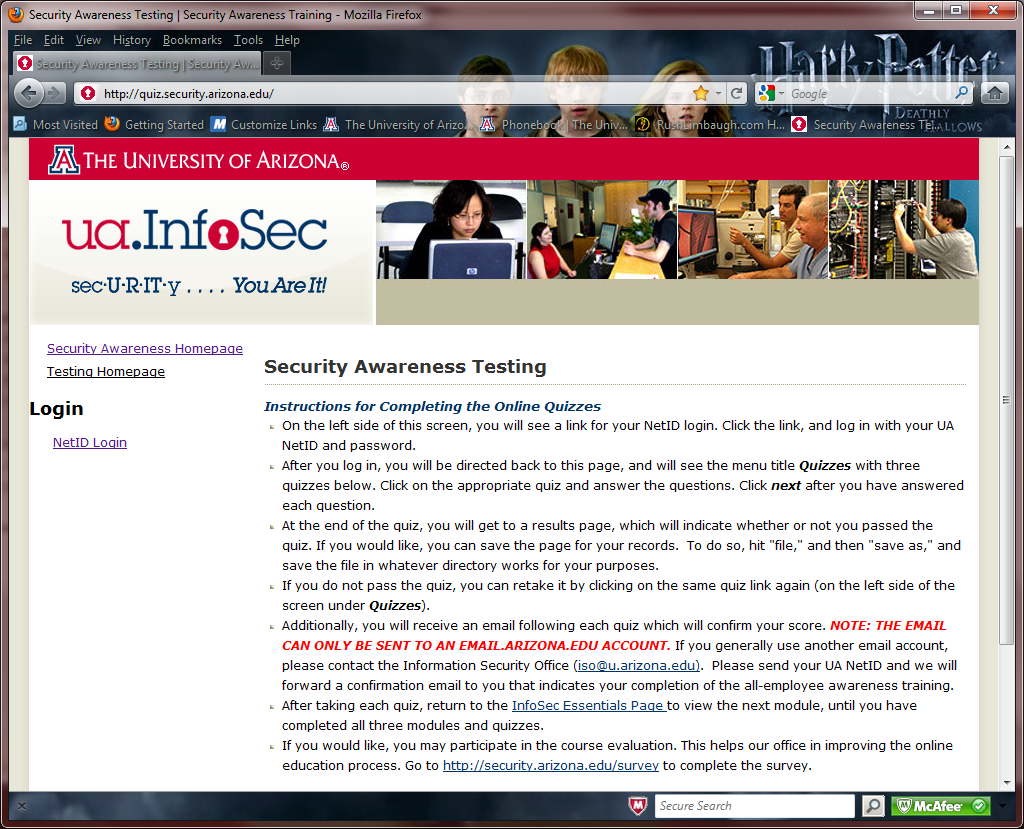 Security Awareness Testing | Security Awareness Training - Mozilla Firefox
File Edit View History Bookmarks Tools Help
Security Awareness Testing | Security Aw...
Harry Potter
http://quiz.security.arizona.edu/
Google
DEATHLY
Most Visited Getting Started Customize Links The University of Arizo... Phonebook | The Univ... RushLimbaugh.com H... Security Awareness Te...
THE UNIVERSITY OF ARIZONA®
ua.InfoSec
sec·U·R·IT·y .... You Are It!
hp
Security Awareness Homepage
Testing Homepage
Login
NetID Login
Security Awareness Testing
Instructions for Completing the Online Quizzes
On the left side of this screen, you will see a link for your NetID login. Click the link, and log in with your UA
NetID and password.
After you log in, you will be directed back to this page, and will see the menu title Quizzes with three
quizzes below. Click on the appropriate quiz and answer the questions. Click next after you have answered
each question.
At the end of the quiz, you will get to a results page, which will indicate whether or not you passed the
quiz. If you would like, you can save the page for your records. To do so, hit "file," and then "save as," and
save the file in whatever directory works for your purposes.
If you do not pass the quiz, you can retake it by clicking on the same quiz link again (on the left side of the
screen under Quizzes).
Additionally, you will receive an email following each quiz which will confirm your score. NOTE: THE EMAIL
CAN ONLY BE SENT TO AN EMAIL.ARIZONA.EDU ACCOUNT. If you generally use another email account,
please contact the Information Security Office (iso@u.arizona.edu). Please send your UA NetID and we will
forward a confirmation email to you that indicates your completion of the all-employee awareness training.
After taking each quiz, return to the InfoSec Essentials Page to view the next module, until you have
completed all three modules and quizzes.
If you would like, you may participate in the course evaluation. This helps our office in improving the online
education process. Go to http://security.arizona.edu/survey to complete the survey.
Secure Search
McAfee